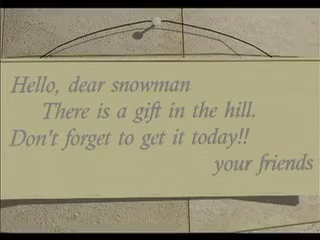 Hello, dear snowman
There is a gift in the hill.
Don't forget to get it today!!
your friends